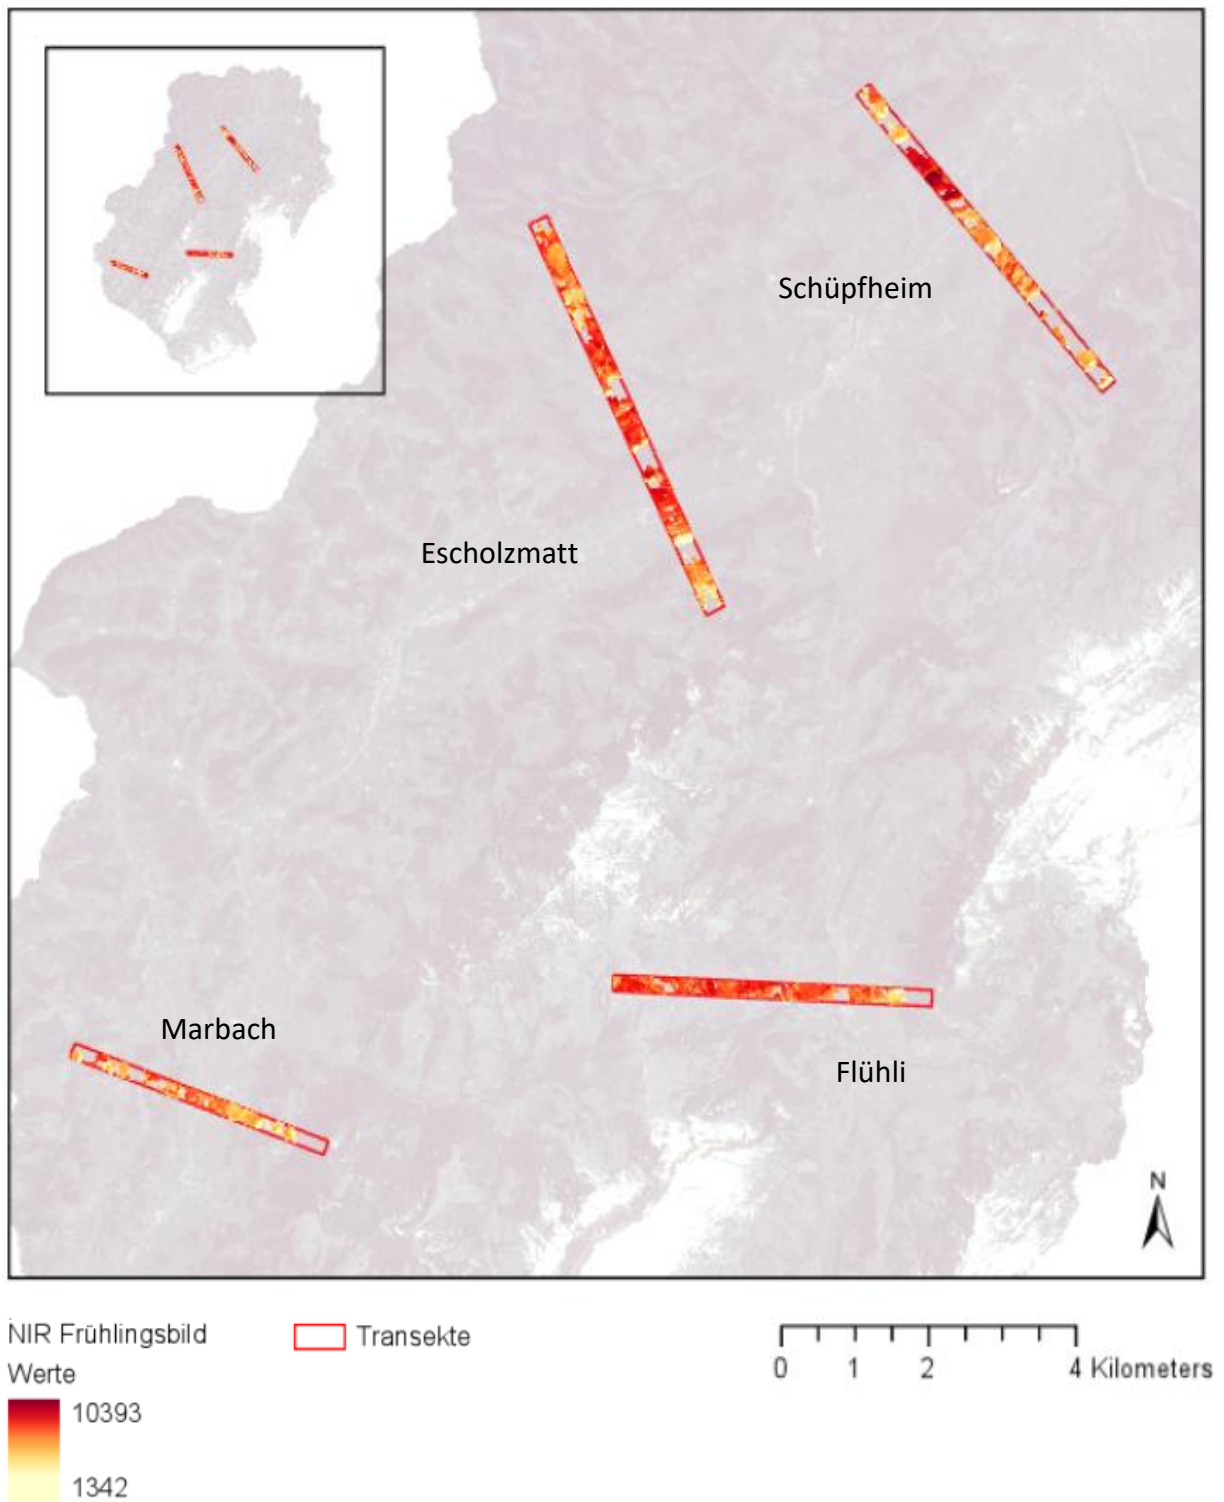 Schüpfheim
Escholzmatt
Marbach
Flühli
N
NIR Frühlingsbild
Transekte
Werte
10393
1342
0 1 2 4 Kilometers